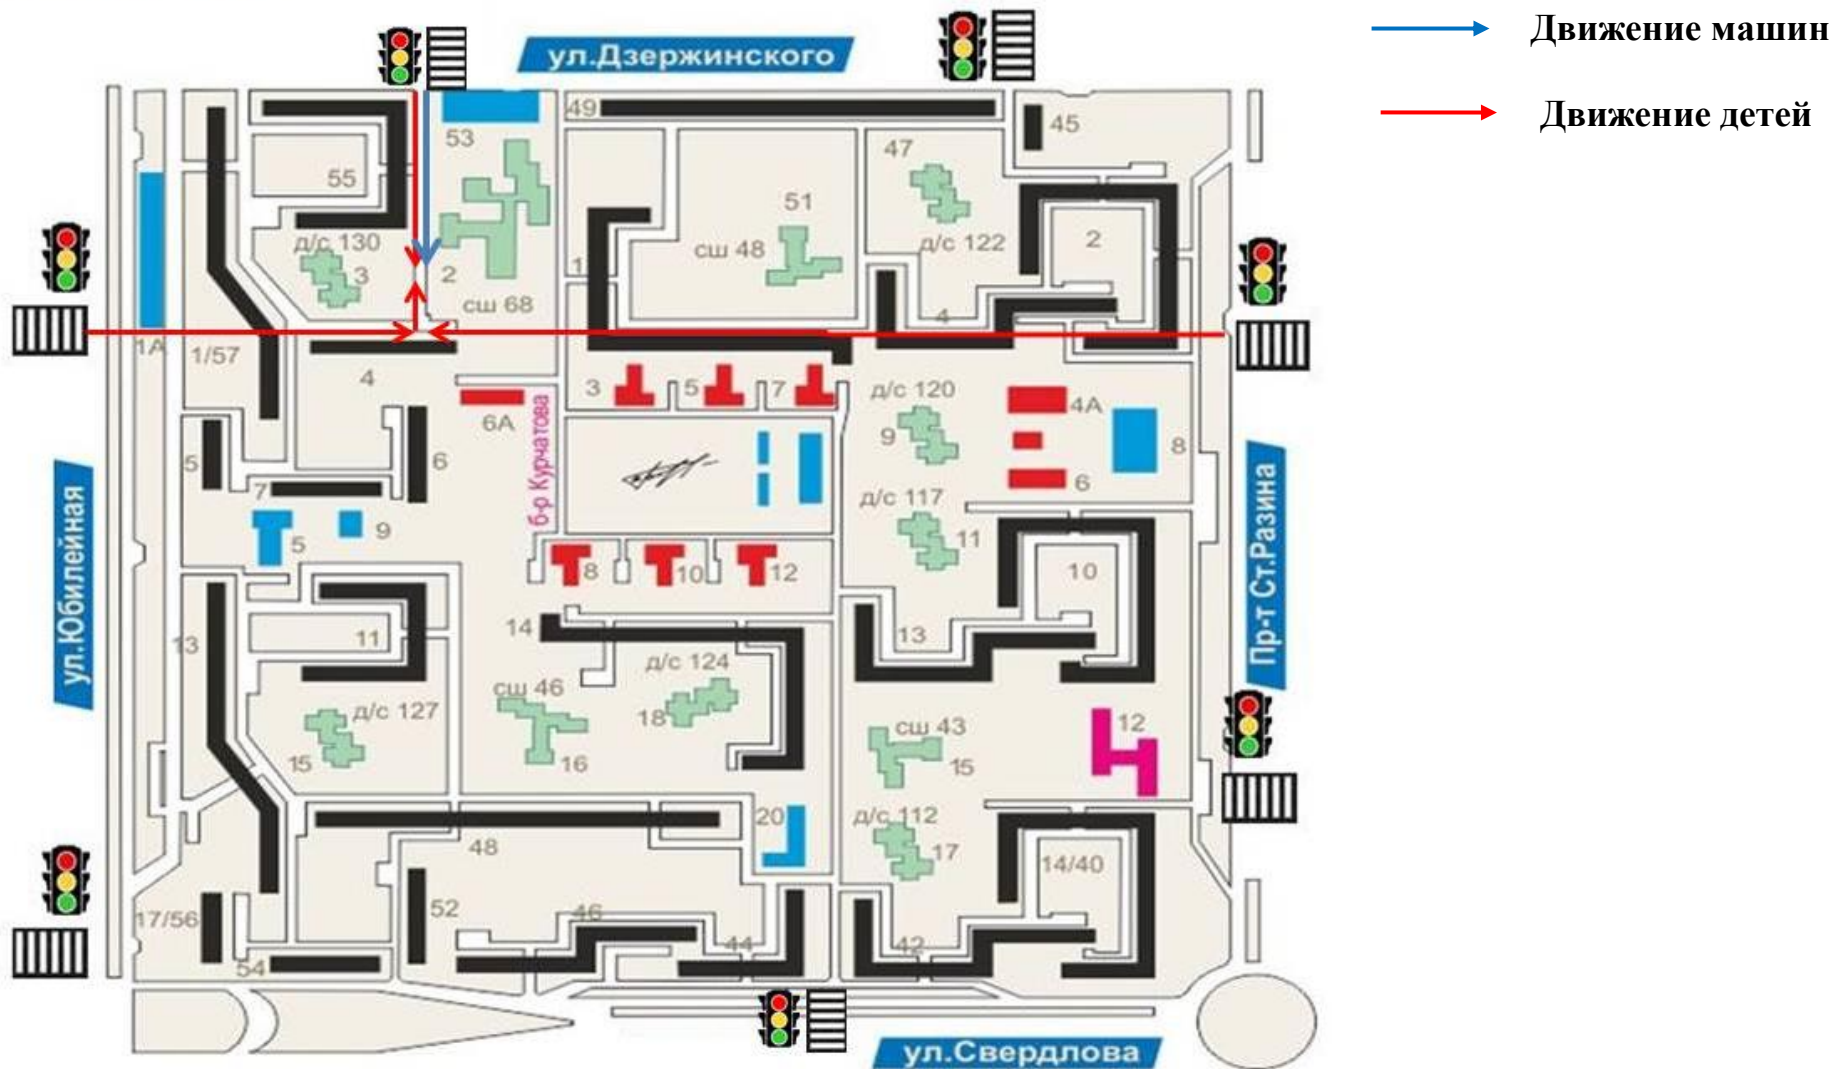 Движение машин
ул.Дзержинского
Движение детей
49
45
53
47
55
51
д/с 130
сш 48
д/с 122
2
3
2
1
сш 68
4
1А
1/57
4
3
5
7
д/с 120
4А
6А
9
8
5
6
б-р Курчатова
6
7
д/с 117
ул.Юбилейная
Пр-т Ст.Разина
5
9
11
8
10
12
10
13
11
14
13
д/с 124
сш 46
18
д/с 127
15
16
сш 43
15
12
20
д/с 112
17
48
14/40
17/56
52
46
44
42
54
ул.Свердлова